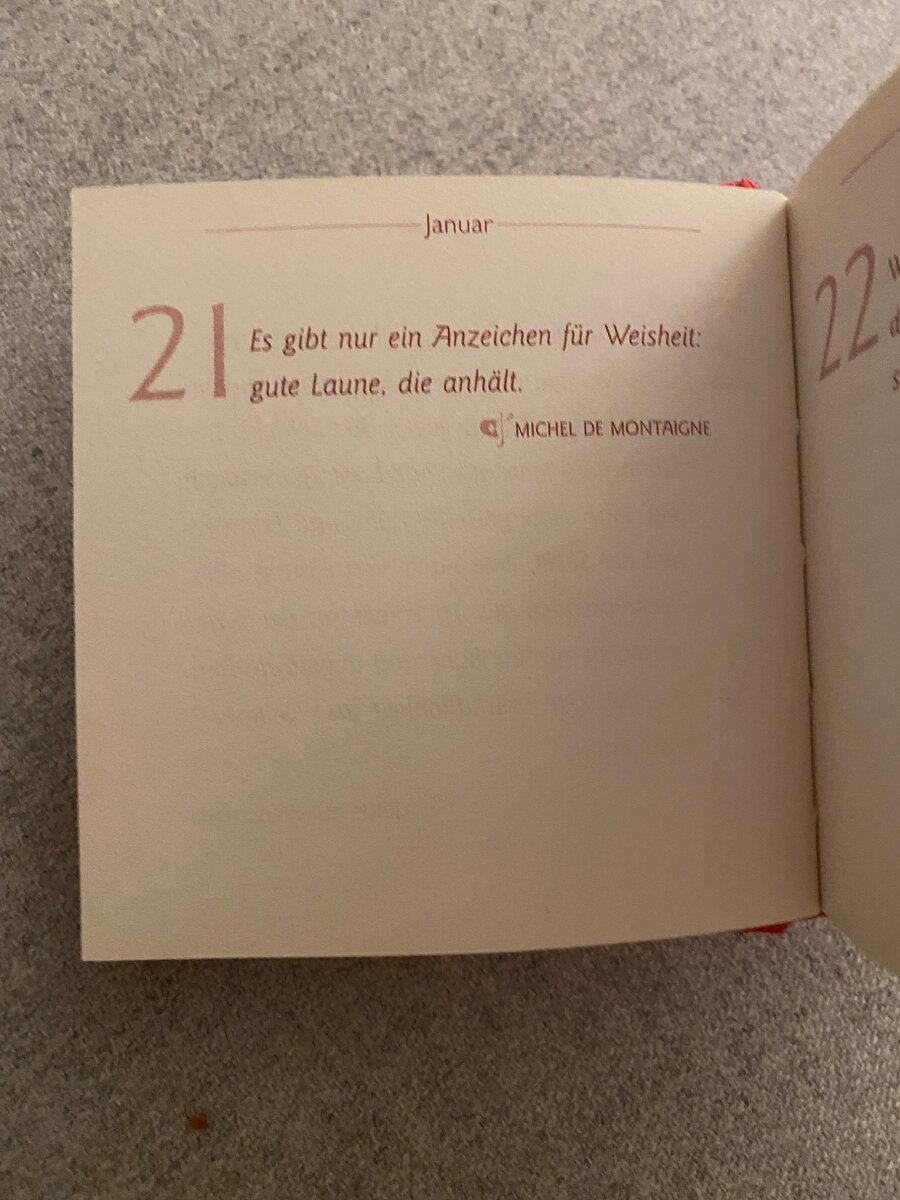 Januar
21
Es gibt nur ein Anzeichen für Weisheit:
gute Laune, die anhält.
MICHEL DE MONTAIGNE
22